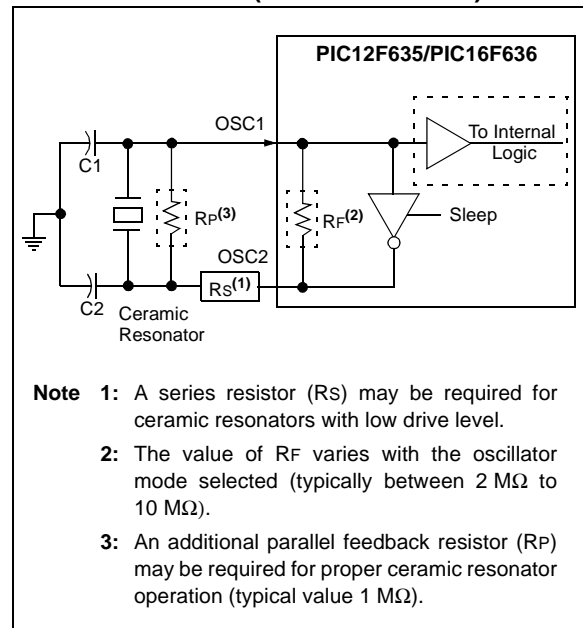 PIC12F635/PIC16F636
OSC1
To Internal
Logic
C1
RP(3)
RF(2)
Sleep
OSC2
RS(1)
C2
Ceramic
Resonator
Note 1: A series resistor (RS) may be required for
ceramic resonators with low drive level.
2: The value of RF varies with the oscillator
mode selected (typically between 2 MΩ to
10 MΩ).
3: An additional parallel feedback resistor (RP)
may be required for proper ceramic resonator
operation (typical value 1 MΩ).